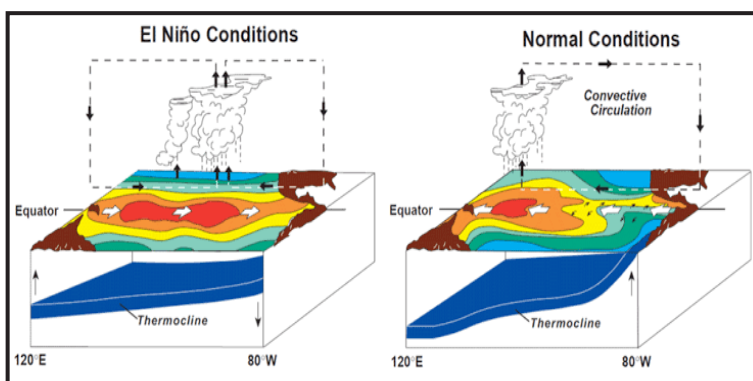 El Niño Conditions
Equator
Thermocline
120°E
80°W
Normal Conditions
Convective
Circulation
Equator
Thermocline
120°E
80°W